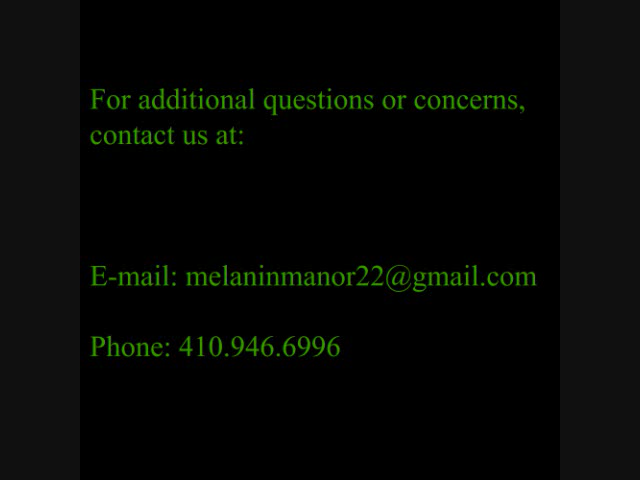 For additional questions or concerns,
contact us at:
E-mail: melaninmanor22@gmail.com
Phone: 410.946.6996